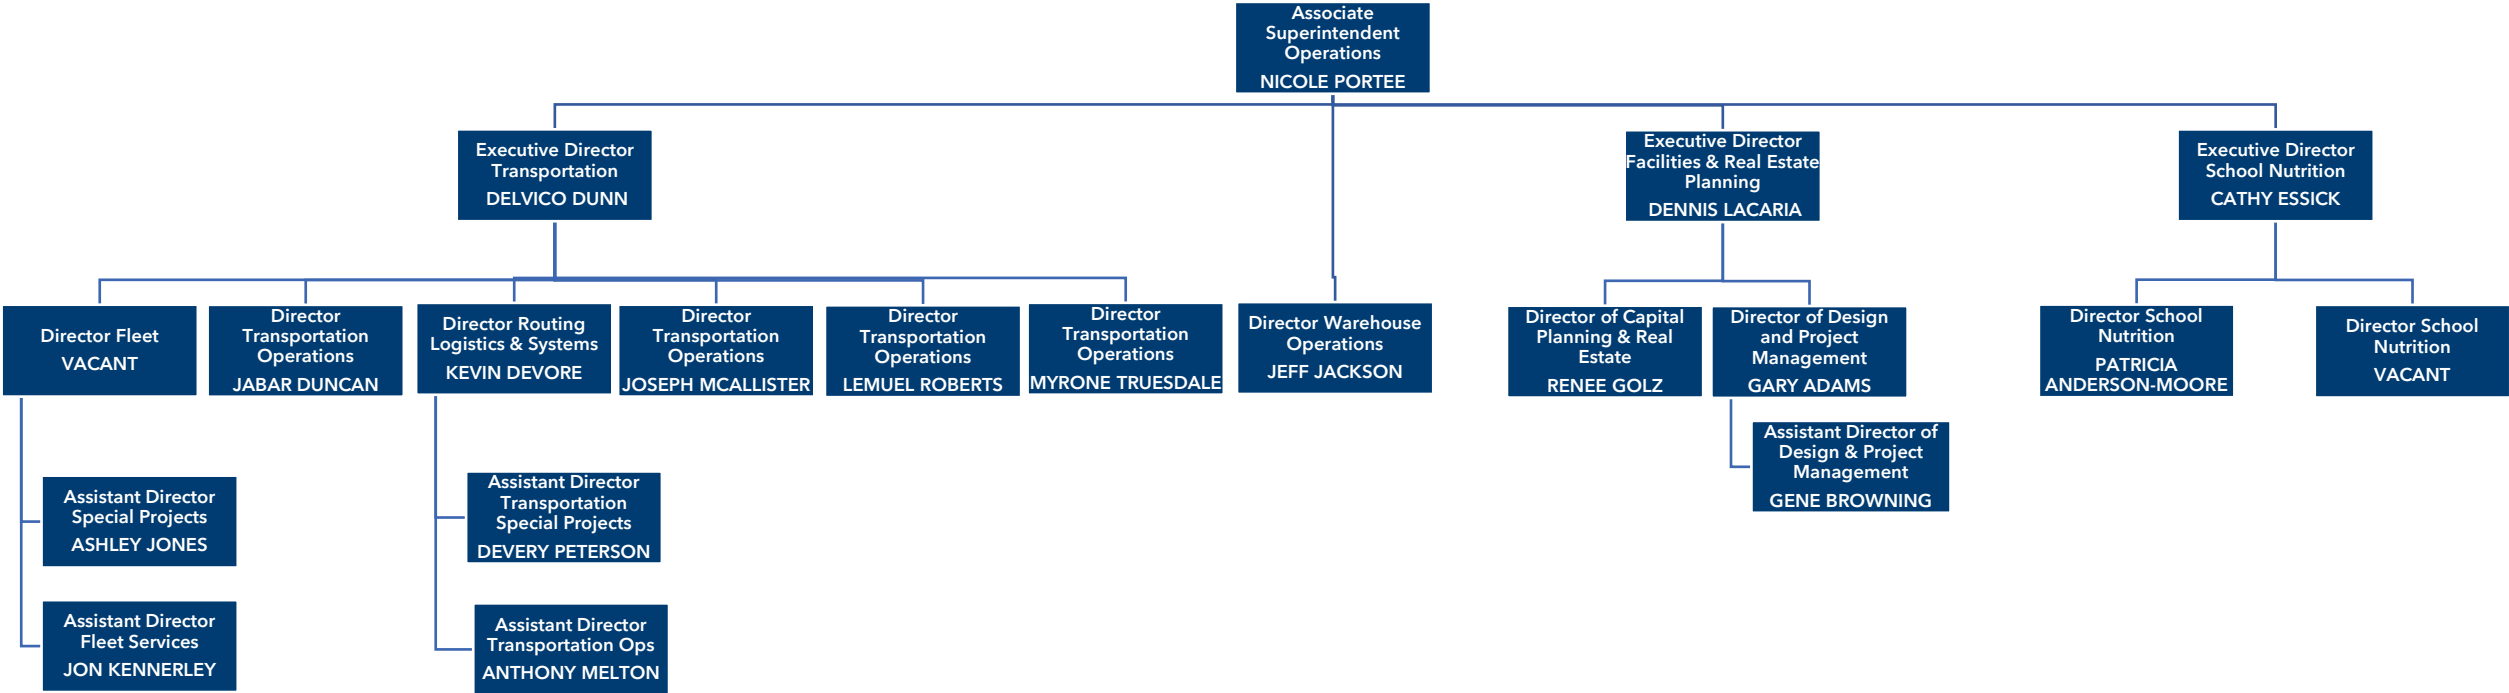 Associate
Superintendent
Operations
NICOLE PORTEE
Executive Director
Transportation
DELVICO DUNN
Executive Director
Facilities & Real Estate
Planning
DENNIS LACARIA
Executive Director
School Nutrition
CATHY ESSICK
Director Fleet
VACANT
Director
Transportation
Operations
JABAR DUNCAN
Director Routing
Logistics & Systems
KEVIN DEVORE
Director
Transportation
Operations
JOSEPH MCALLISTER
Director
Transportation
Operations
LEMUEL ROBERTS
Director
Transportation
Operations
MYRONE TRUESDALE
Director Warehouse
Operations
JEFF JACKSON
Director of Capital
Planning & Real
Estate
RENEE GOLZ
Director of Design
and Project
Management
GARY ADAMS
Director School
Nutrition
PATRICIA
ANDERSON-MOORE
Director School
Nutrition
VACANT
Assistant Director of
Design & Project
Management
GENE BROWNING
Assistant Director
Special Projects
ASHLEY JONES
Assistant Director
Transportation
Special Projects
DEVERY PETERSON
Assistant Director
Fleet Services
JON KENNERLEY
Assistant Director
Transportation Ops
ANTHONY MELTON